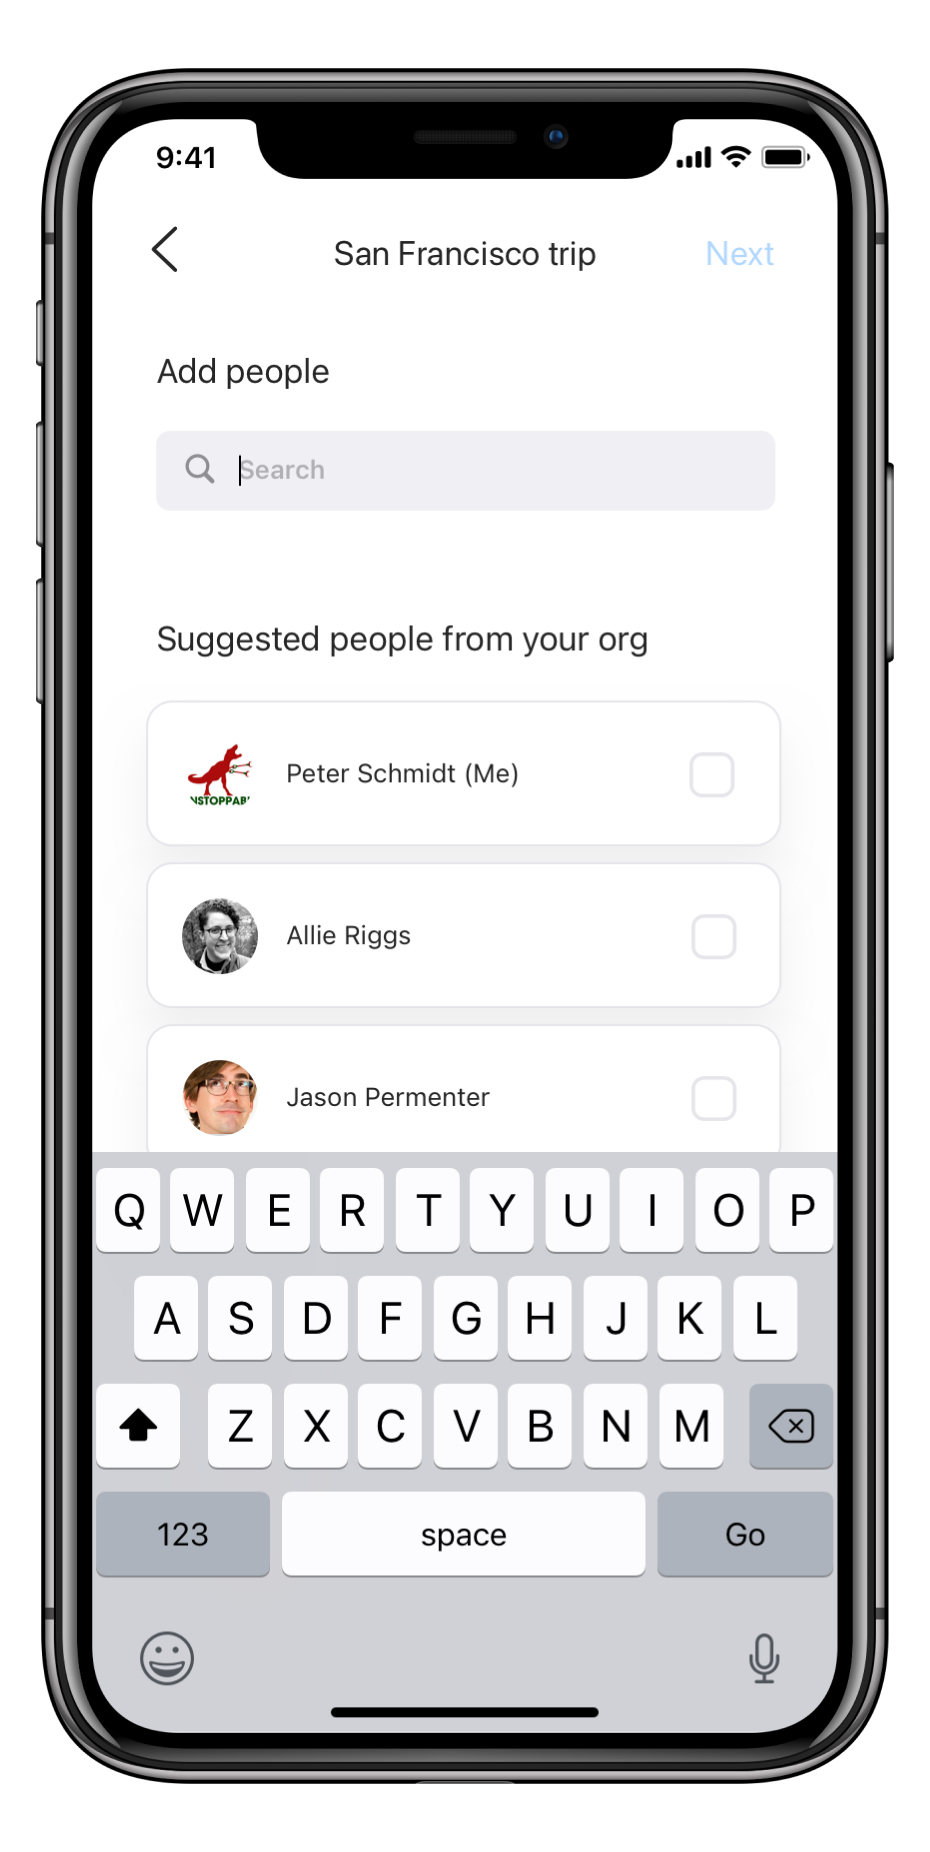 9:41
San Francisco trip
Next
Add people
Search
Suggested people from your org
Peter Schmidt (Me)
Allie Riggs
Jason Permenter
Q W E R T Y U I O P
A S D F G H J K L
Z X C V B N M
123 space Go